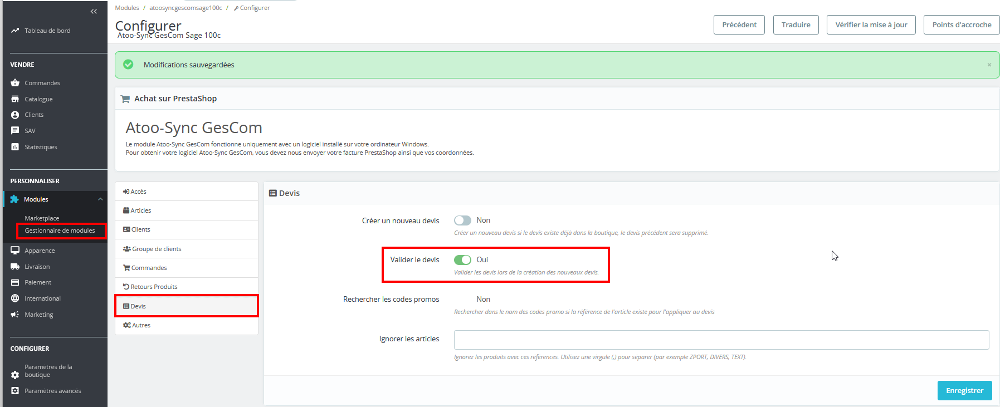 Modules / atoosyncgescomsage100c / Configurer
Configurer
Atoo-Sync GesCom Sage 100c
Précédent
Traduire
Vérifier la mise à jour
Points d'accroche
Tableau de bord
VENDRE
Commandes
Catalogue
Clients
SAV
Statistiques
PERSONNALISER
Modules
Marketplace
Gestionnaire de modules
Apparence
Livraison
Paiement
International
Marketing
CONFIGURER
Paramètres de la
boutique
Paramètres avancés
Modifications sauvegardées
×
Achat sur PrestaShop
Atoo-Sync GesCom
Le module Atoo-Sync GesCom fonctionne uniquement avec un logiciel installé sur votre ordinateur Windows.
Pour obtenir votre logiciel Atoo-Sync GesCom, vous devez nous envoyer votre facture PrestaShop ainsi que vos coordonnées.
Accès
Articles
Clients
Groupe de clients
Commandes
Retours Produits
Devis
Autres
Devis
Créer un nouveau devis Non
Créer un nouveau devis si le devis existe déjà dans la boutique, le devis précédent sera supprimé.
Valider le devis Oui
Valider les devis lors de la création des nouveaux devis.
Rechercher les codes promos Non
Rechercher dans le nom des codes promo si la référence de l'article existe pour l'appliquer au devis
Ignorer les articles
Ignorez les produits avec ces références. Utilisez une virgule (,) pour séparer (par exemple ZPORT, DIVERS, TEXT).
Enregistrer